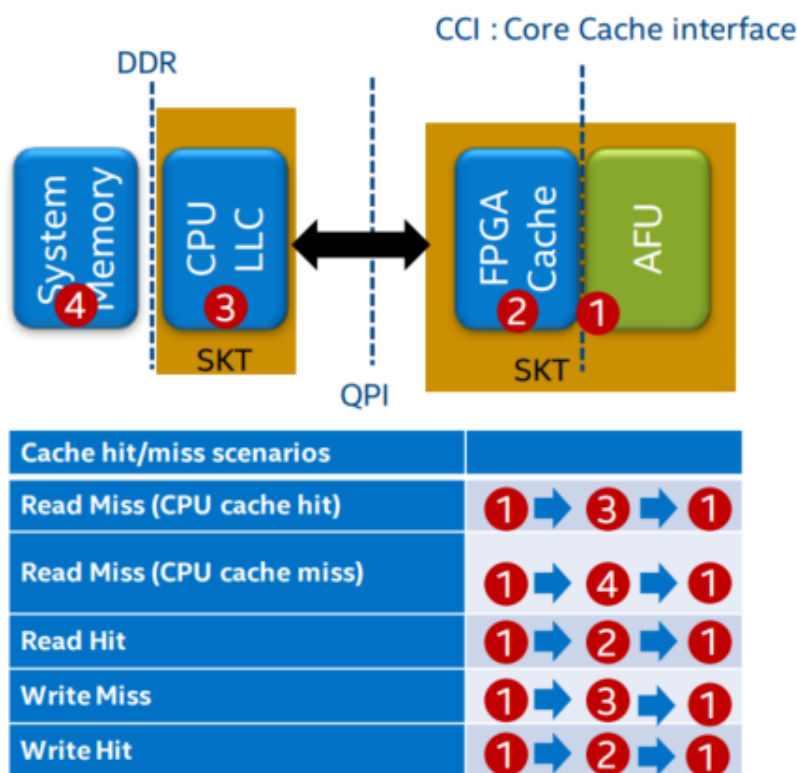 CCI : Core Cache interface
DDR
System
Memory
4
CPU
LLC
3
FPGA
Cache
2
AFU
1
SKT
SKT
QPI
Cache hit/miss scenarios
Read Miss (CPU cache hit) 1 3 1
Read Miss (CPU cache miss) 1 4 1
Read Hit 1 2 1
Write Miss 1 3 1
Write Hit 1 2 1